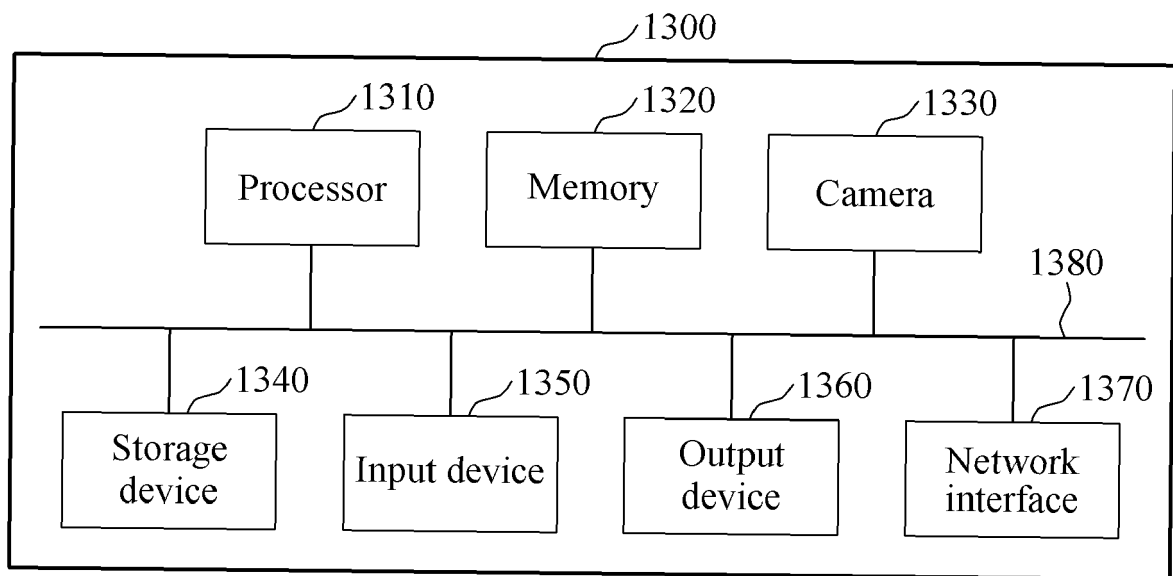 1300
1310
1320
1330
Processor
Memory
Camera
1380
1340
1350
1360
1370
Storage
device
Input device
Output
device
Network
interface